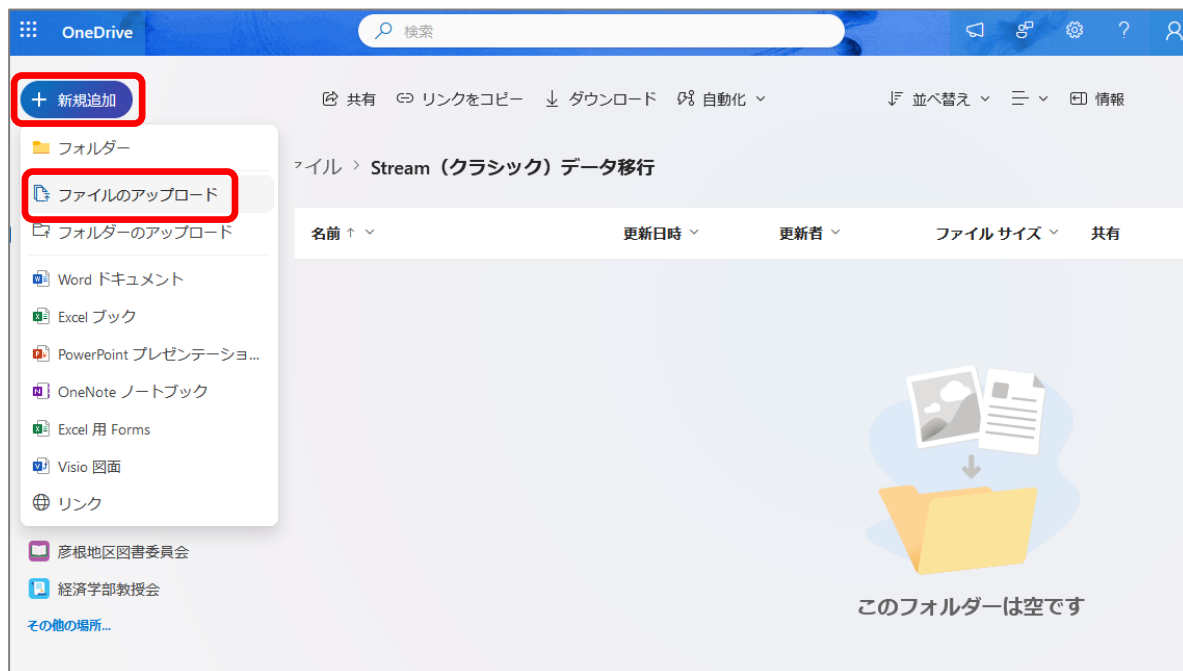 OneDrive
検索
+ 新規追加
共有 リンクをコピー ダウンロード 自動化
並べ替え 情報
フォルダー
ファイルのアップロード
フォルダーのアップロード
Word ドキュメント
Excel ブック
PowerPoint プレゼンテーショ...
OneNote ノートブック
Excel 用 Forms
Visio 図面
リンク
彦根地区図書委員会
経済学部教授会
その他の場所...
イル > Stream（クラシック）データ移行
名前 ↑ 更新日時 更新者 ファイル サイズ 共有
このフォルダーは空です